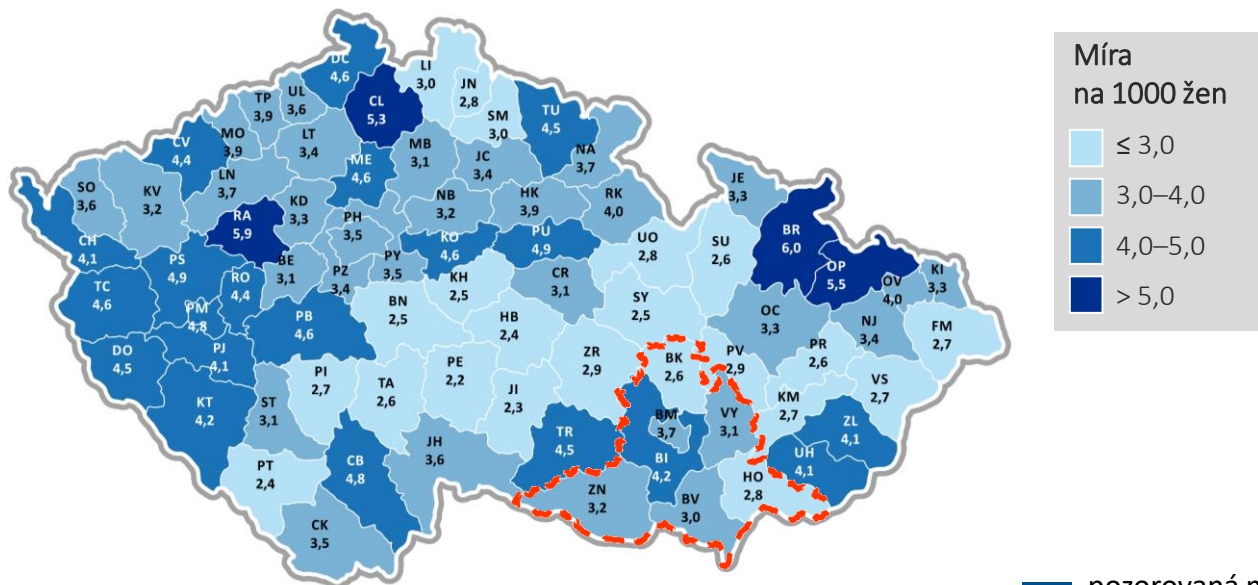 DC
4,6
LI
3,0
JN
2,8
SM
3,0
TU
4,5
NA
3,7
UL
3,6
TP
3,9
CL
5,3
MO
3,9
LT
3,4
CV
4,4
ME
4,6
MB
3,1
JC
3,4
SO
3,6
KV
3,2
LN
3,7
KD
3,3
NB
3,2
HK
3,9
RK
4,0
JE
3,3
RA
5,9
PH
3,5
CH
4,1
PS
4,9
RO
4,4
BE
3,1
PZ
3,4
PY
3,5
KO
4,6
PU
4,9
UO
2,8
SU
2,6
BR
6,0
OP
5,5
OV
4,0
KI
3,3
TC
4,6
PM
4,8
PB
4,6
BN
2,5
KH
2,5
CR
3,1
HB
2,4
SY
2,5
OC
3,3
NJ
3,4
FM
2,7
DO
4,5
PJ
4,1
KT
4,2
ST
3,1
PI
2,7
TA
2,6
PE
2,2
JI
2,3
ZR
2,9
BK
2,6
PV
2,9
PR
2,6
VS
2,7
KM
2,7
PT
2,4
CB
4,8
JH
3,6
TR
4,5
BM
3,7
BI
4,2
VY
3,1
ZL
4,1
UH
4,1
HO
2,8
CK
3,5
ZN
3,2
BV
3,0
Míra
na 1000 žen
≤ 3,0
3,0–4,0
4,0–5,0
> 5,0